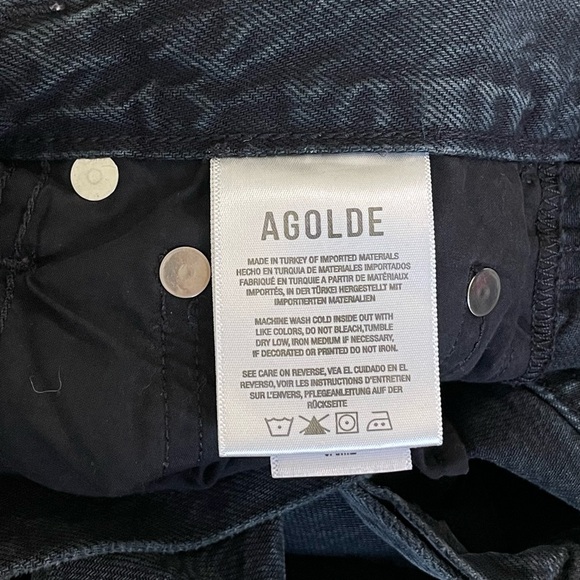 AGOLDE
MADE IN TURKEY OF IMPORTED MATERIALS
HECHO EN TURQUIA DE MATERIALES IMPORTADOS
FABRIQUÉ EN TURQUIE A PARTIR DE MATÉRIAUX
IMPORTÉS, IN DER TÜRKEI HERGESTELLT MIT
IMPORTIERTEN MATERIALIEN
MACHINE WASH COLD INSIDE OUT WITH
LIKE COLORS, DO NOT BLEACH,TUMBLE
DRY LOW, IRON MEDIUM IF NECESSARY,
IF DECORATED OR PRINTED DO NOT IRON.
SEE CARE ON REVERSE, VEA EL CUIDADO EN EL
REVERSO, VOIR LES INSTRUCTIONS D'ENTRETIEN
SUR L'ENVERS, PFLEGEANLEITUNG AUF DER
RÜCKSEITE